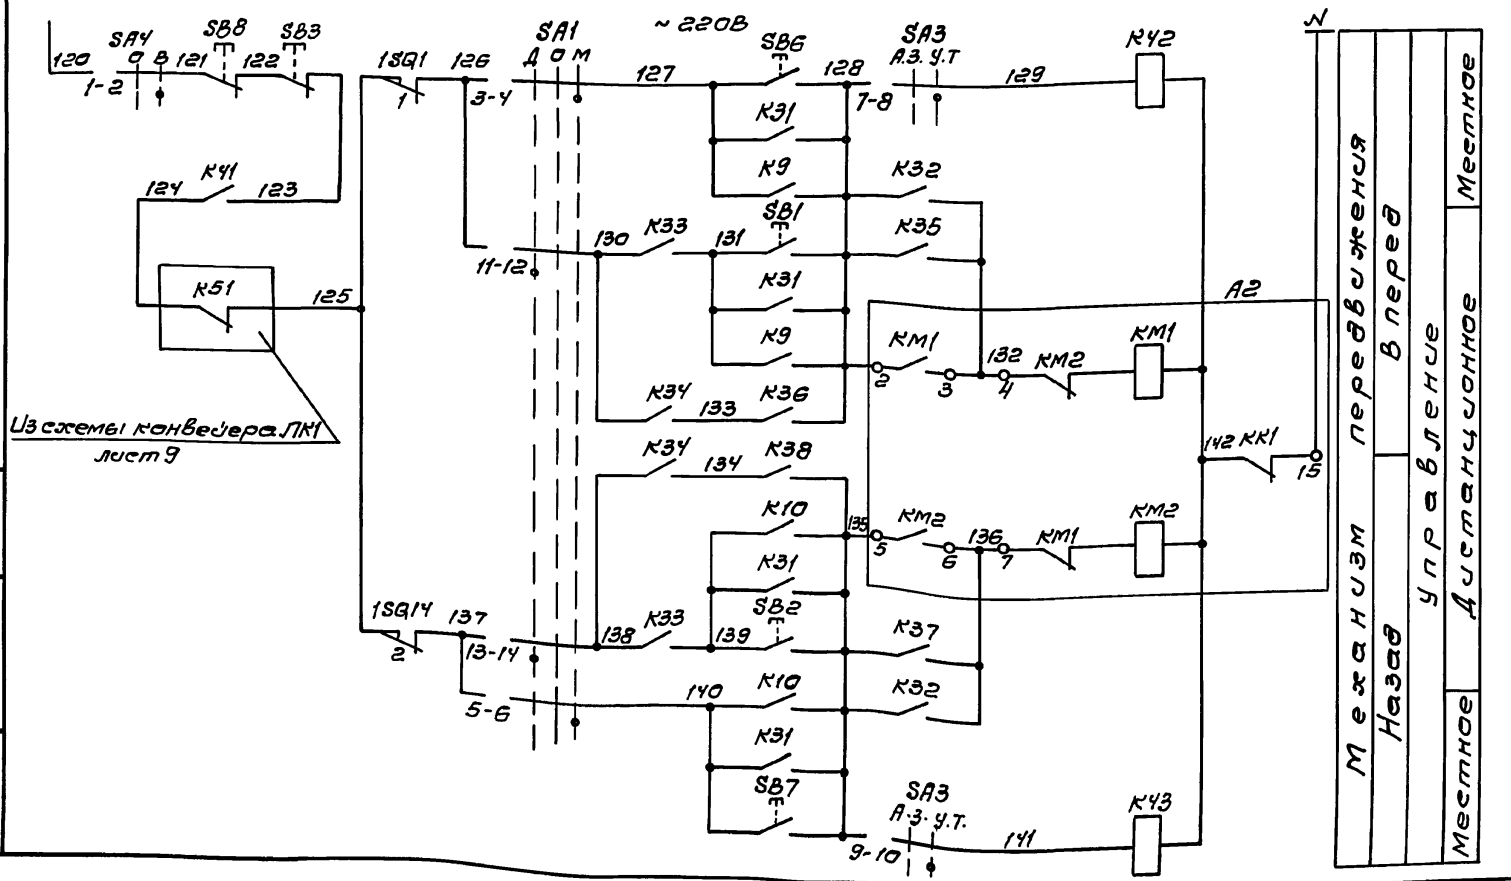 ~ 220В
N
SA4
О В
SB8
SB3
120
1-2
121
122
1SQ1
1
126
3-4
SA1
Д О М
127
SB6
128
7-8
SA3
А.З. У.Т
129
К42
К31
К41
124
123
К9
К32
SB1
К33
130
131
К35
11-12
К51
125
К31
А2
К9
КМ1
2
3
132
4
КМ2
КМ1
К34
133
К36
Из схемы конвейера ПК1
лист 9
142
КК1
15
К34
134
К38
К10
135
5
КМ2
6
136
7
КМ1
КМ2
К31
1SQ14
2
137
13-14
138
К33
139
SB2
К37
5-6
140
К10
К32
К31
SB7
SA3
А.З. У.Т.
9-10
141
К43
Механизм передвижения
Назад
В перед
Управление
Местное
Дистанционное
Местное